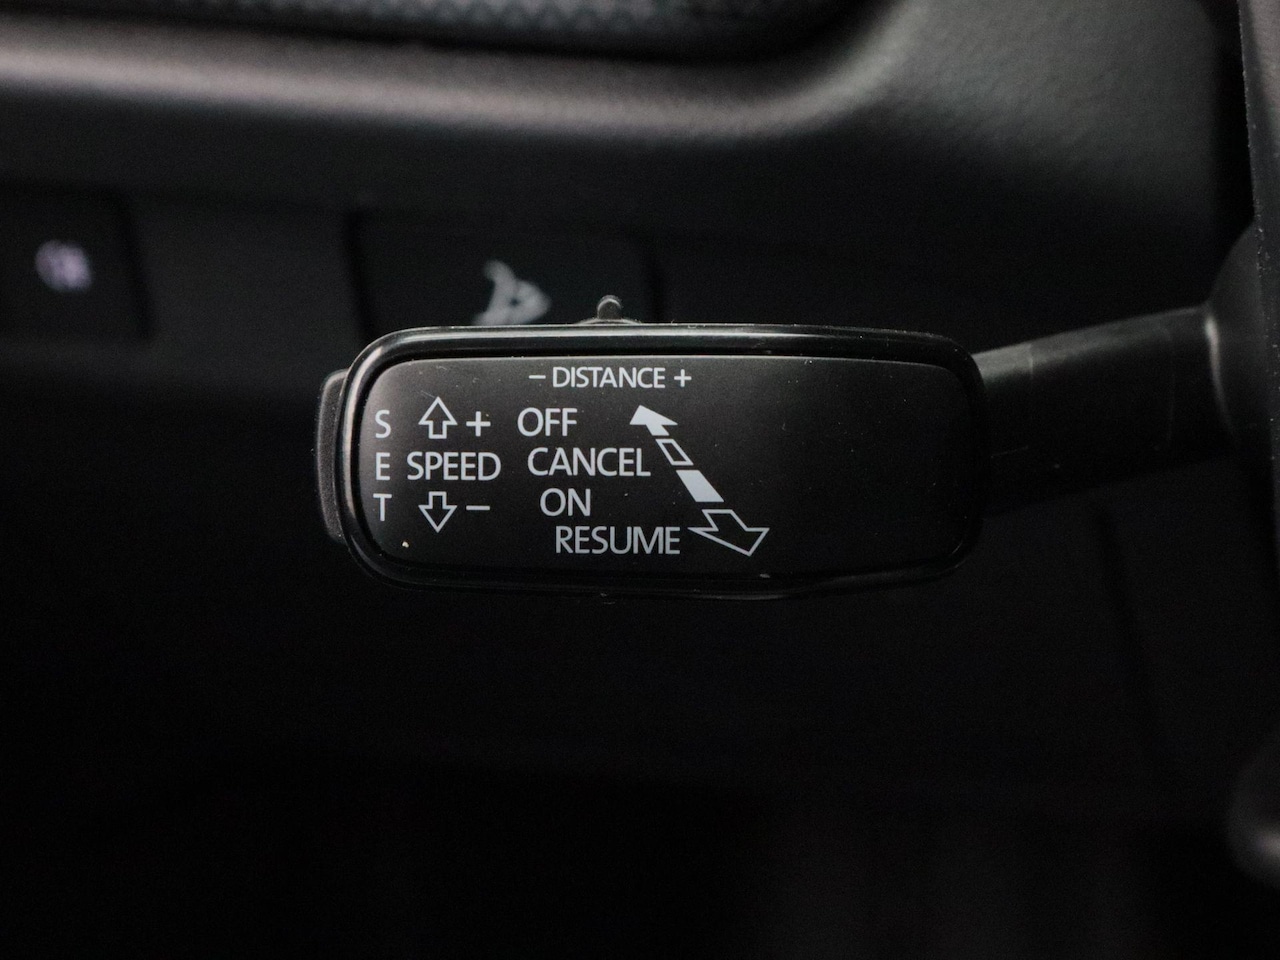 – DISTANCE +
S + OFF
E SPEED CANCEL
T – ON
RESUME